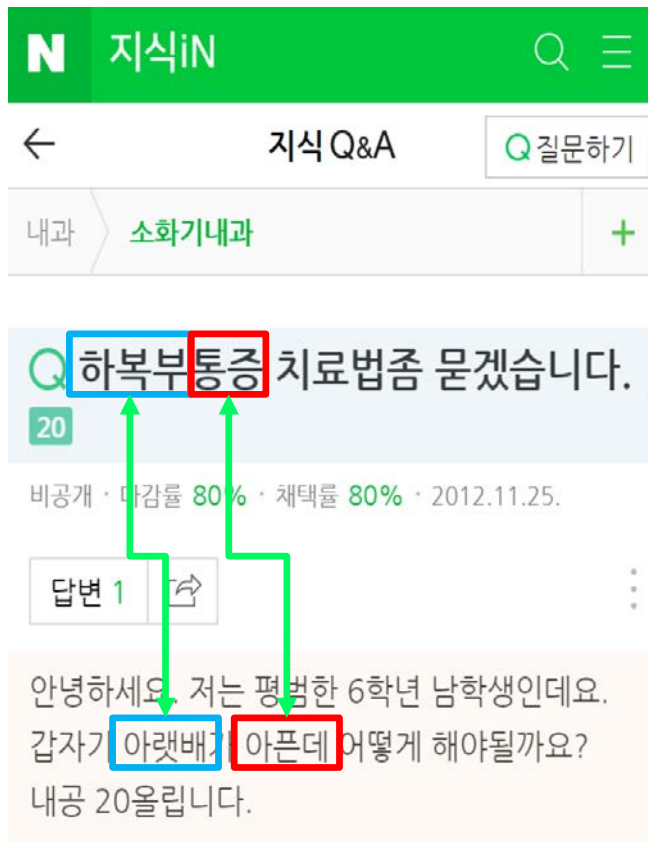 N 지식iN
지식 Q&A Q 질문하기
내과 소화기내과 +
Q 하복부통증 치료법좀 묻겠습니다.
20
비공개 · 마감률 80% · 채택률 80% · 2012.11.25.
답변 1
안녕하세요. 저는 평범한 6학년 남학생인데요.
갑자기 아랫배가 아픈데 어떻게 해야될까요?
내공 20올립니다.